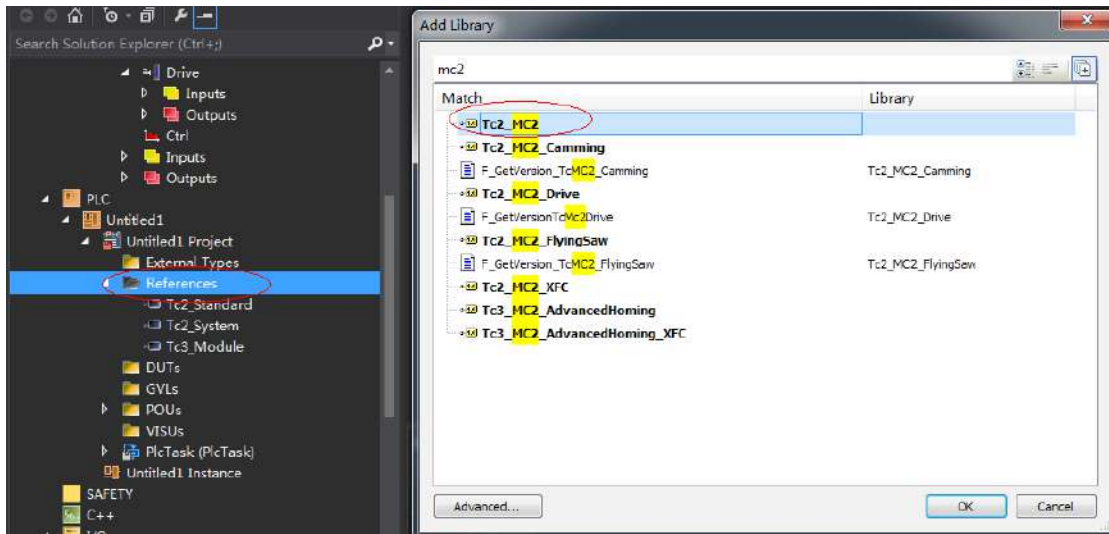 Search Solution Explorer (Ctrl+;)
Drive
Inputs
Outputs
Ctrl
Inputs
Outputs
PLC
Untitled1
Untitled1 Project
External Types
References
Tc2_Standard
Tc2_System
Tc3_Module
DUTs
GVLs
POUs
VISUs
PlcTask (PlcTask)
Untitled1 Instance
SAFETY
C++
I/O
Add Library
mc2
Match Library
Tc2_MC2
Tc2_MC2_Camming
F_GetVersion_TcMC2_Camming Tc2_MC2_Camming
Tc2_MC2_Drive
F_GetVersionTcMc2Drive Tc2_MC2_Drive
Tc2_MC2_FlyingSaw
F_GetVersion_TcMC2_FlyingSaw Tc2_MC2_FlyingSaw
Tc2_MC2_XFC
Tc3_MC2_AdvancedHoming
Tc3_MC2_AdvancedHoming_XFC
Advanced... OK Cancel